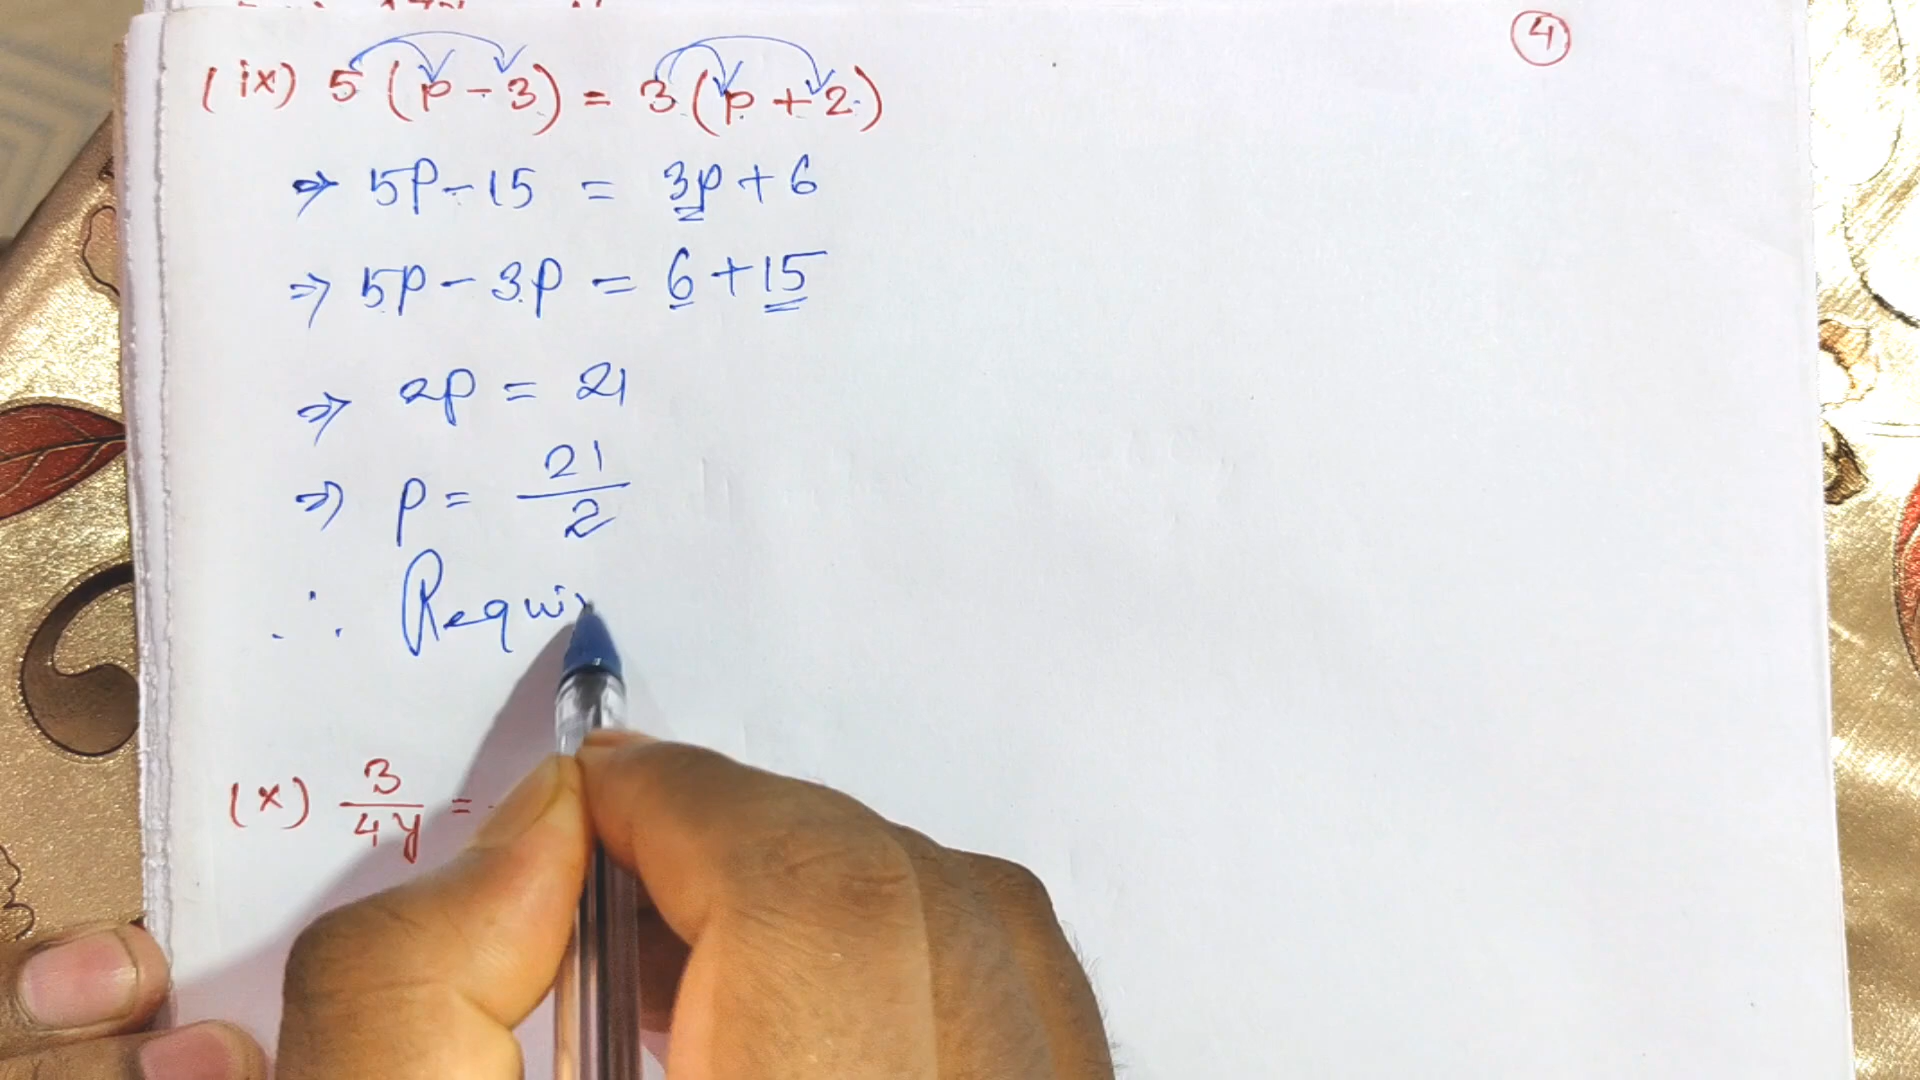 4
(ix) 5(p-3) = 3(p+2)
⇒ 5p-15 = 3p+6
⇒ 5p-3p = 6+15
⇒ 2p = 21
⇒ p = 21/2
∴ Requir
(x) 3/4y =